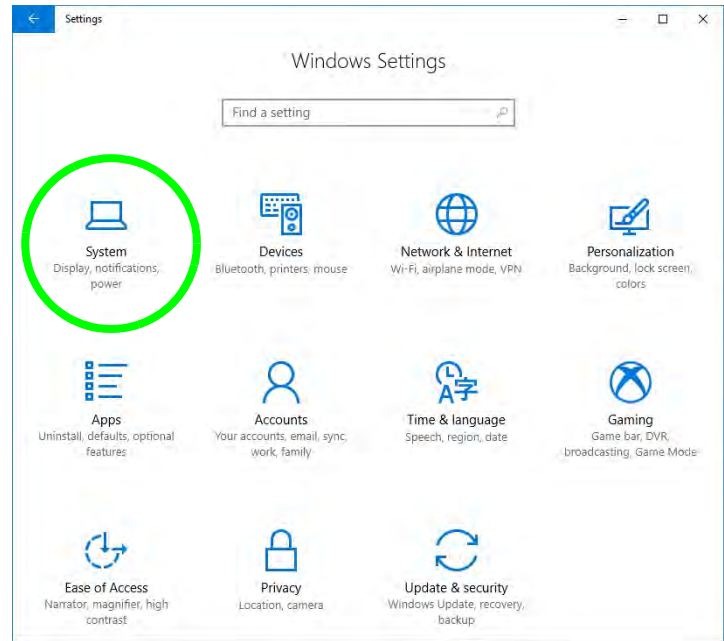 Settings
Windows Settings
Find a setting
System
Display, notifications,
power
Devices
Bluetooth, printers, mouse
Network & Internet
Wi-Fi, airplane mode, VPN
Personalization
Background, lock screen,
colors
Apps
Uninstall, defaults, optional
features
Accounts
Your accounts, email, sync,
work, family
A字
Time & language
Speech, region, date
Gaming
Game bar, DVR,
broadcasting, Game Mode
Ease of Access
Narrator, magnifier, high
contrast
Privacy
Location, camera
Update & security
Windows Update, recovery,
backup